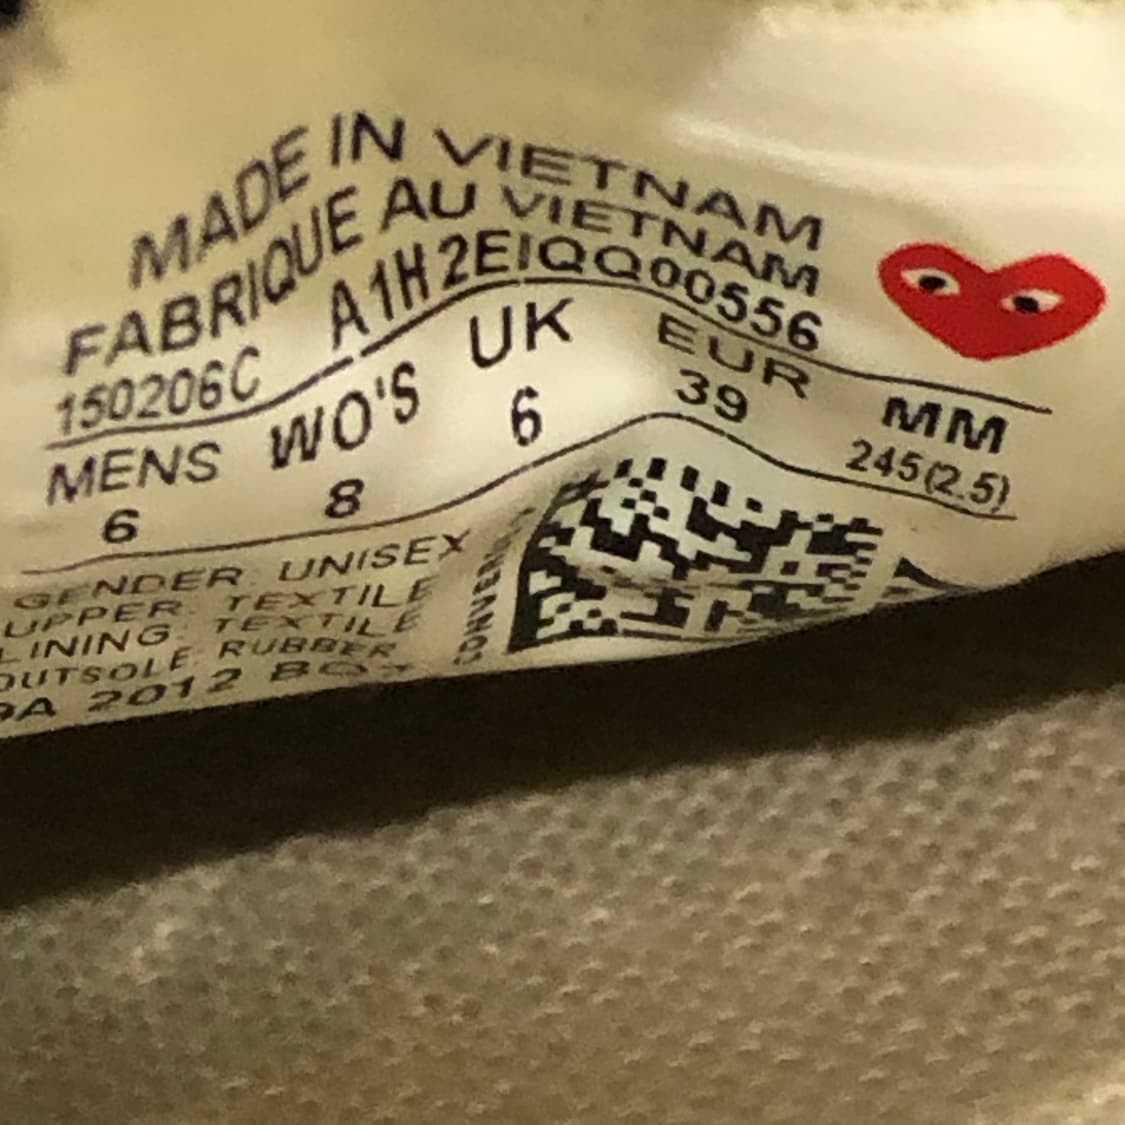 MADE IN VIETNAM
FABRIQUE AU VIETNAM
150206C A1H2EIQQ00556
MENS WO'S UK EUR MM
6 8 6 39 245(2.5)
GENDER: UNISEX
UPPER: TEXTILE
LINING: TEXTILE
OUTSOLE: RUBBER
2012